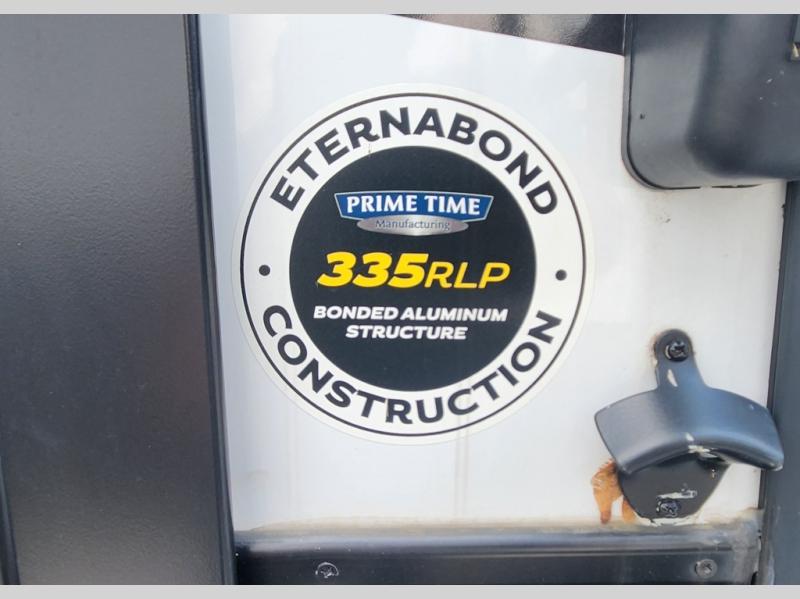 ETERNABOND
PRIME TIME
Manufacturing
335RLP
BONDED ALUMINUM
STRUCTURE
CONSTRUCTION